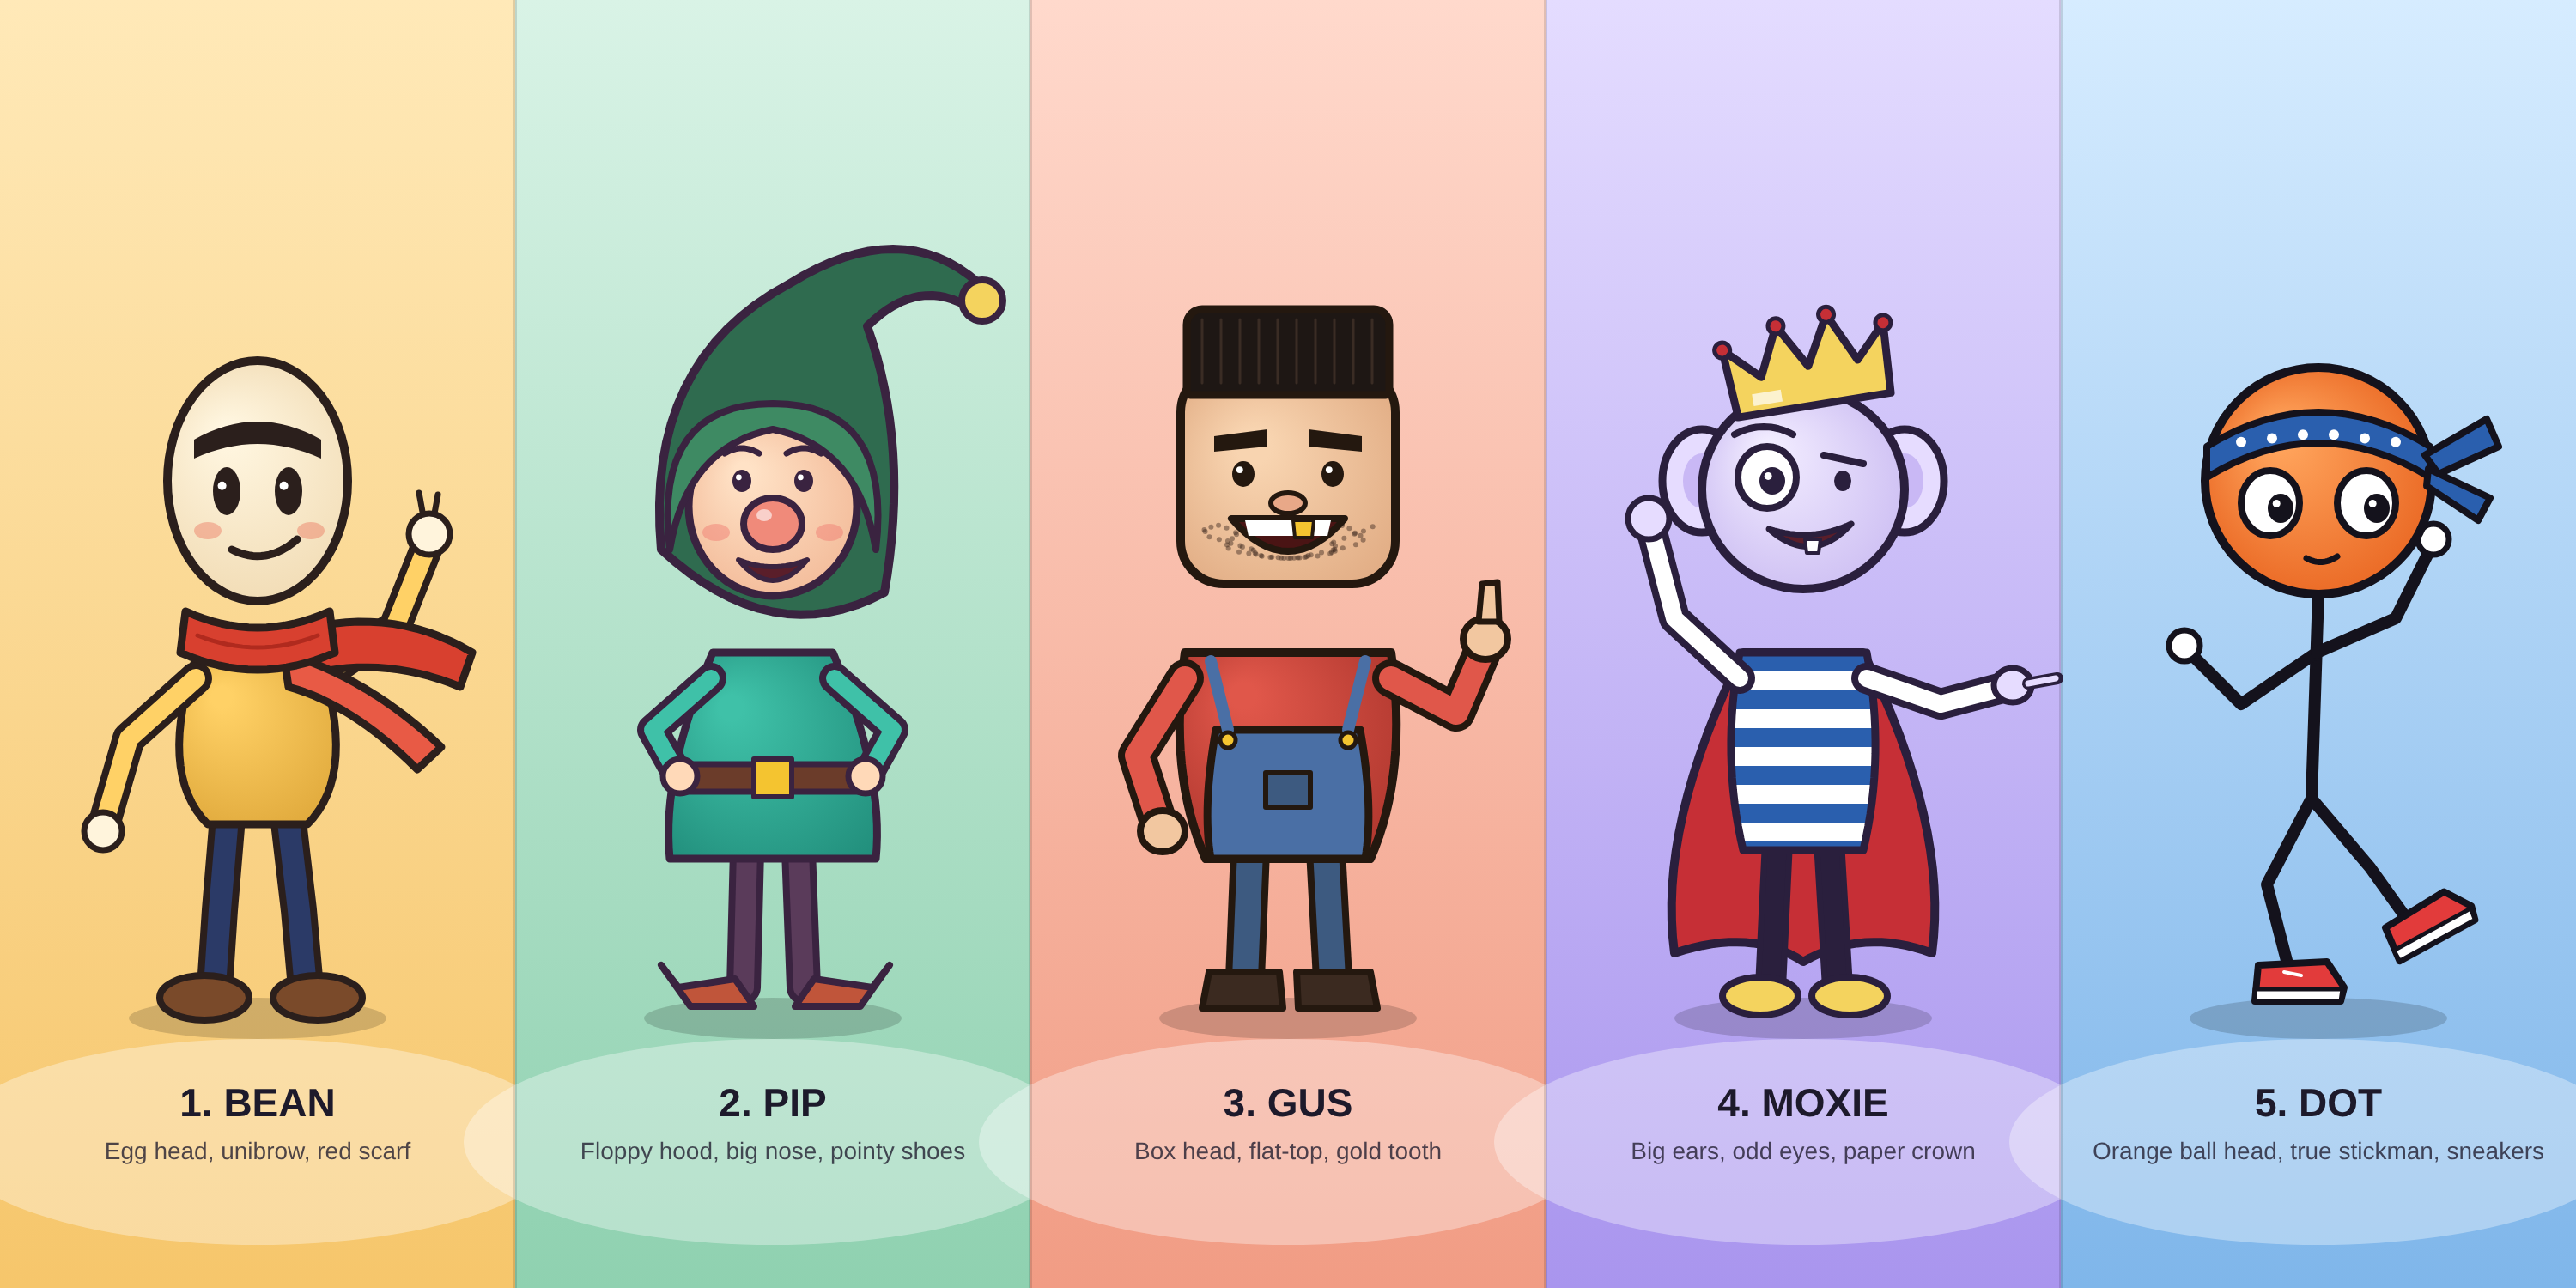 1. BEAN
Egg head, unibrow, red scarf
2. PIP
Floppy hood, big nose, pointy shoes
3. GUS
Box head, flat-top, gold tooth
4. MOXIE
Big ears, odd eyes, paper crown
5. DOT
Orange ball head, true stickman, sneakers